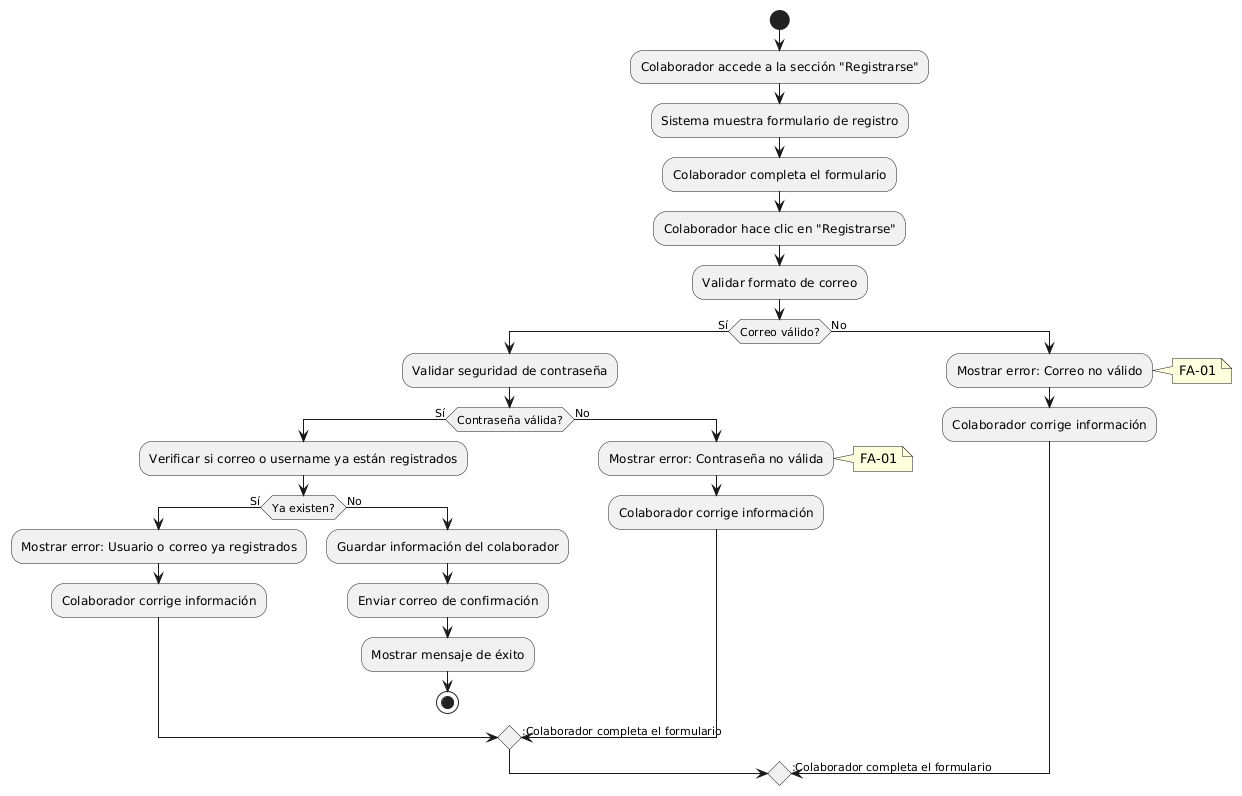 Colaborador accede a la sección "Registrarse"
Sistema muestra formulario de registro
Colaborador completa el formulario
Colaborador hace clic en "Registrarse"
Validar formato de correo
Sí
Correo válido?
No
Validar seguridad de contraseña
Mostrar error: Correo no válido
FA-01
Sí
Contraseña válida?
No
Colaborador corrige información
Verificar si correo o username ya están registrados
Mostrar error: Contraseña no válida
FA-01
Sí
Ya existen?
No
Colaborador corrige información
Mostrar error: Usuario o correo ya registrados
Guardar información del colaborador
Colaborador corrige información
Enviar correo de confirmación
Mostrar mensaje de éxito
:Colaborador completa el formulario
:Colaborador completa el formulario